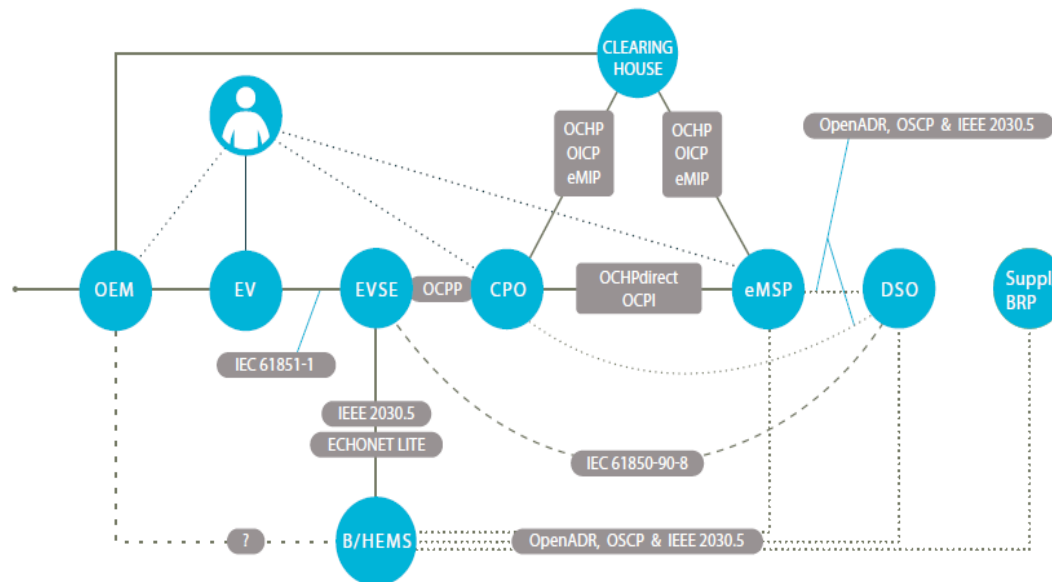 CLEARING
HOUSE
OCHP
OICP
eMIP
OCHP
OICP
eMIP
OpenADR, OSCP & IEEE 2030.5
OEM
EV
EVSE
OCPP
CPO
OCHPdirect
OCPI
eMSP
DSO
Suppl
BRP
IEC 61851-1
IEEE 2030.5
ECHONET LITE
IEC 61850-90-8
?
B/HEMS
OpenADR, OSCP & IEEE 2030.5